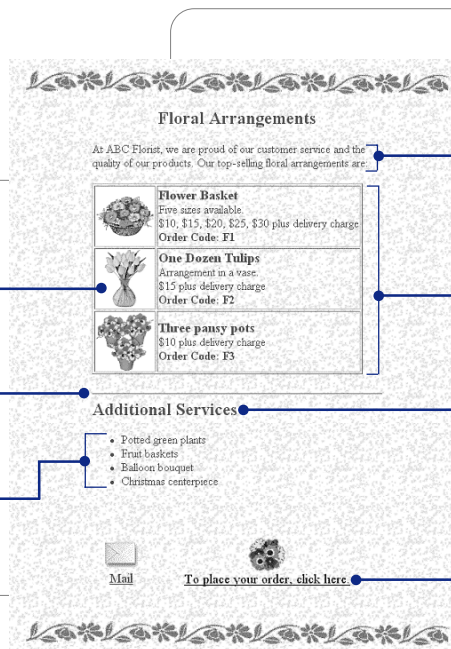 Floral Arrangements
At ABC Florist, we are proud of our customer service and the
quality of our products. Our top-selling floral arrangements are:
Flower Basket
Five sizes available.
$10, $15, $20, $25, $30 plus delivery charge
Order Code: F1
One Dozen Tulips
Arrangement in a vase.
$15 plus delivery charge
Order Code: F2
Three pansy pots
$10 plus delivery charge
Order Code: F3
Additional Services
• Potted green plants
• Fruit baskets
• Balloon bouquet
• Christmas centerpiece
Mail
To place your order, click here.